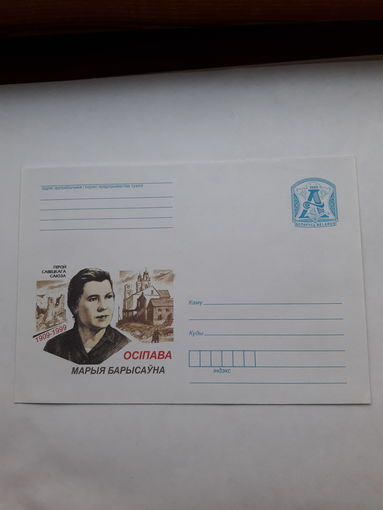 ГЕРОЙ
САВЕЦКАГА
САЮЗА
1909-1999
ОСІПАВА
МАРЫЯ БАРЫСАЎНА
А
БЕЛАРУСЬ BELARUS
Каму
Куды
індэкс